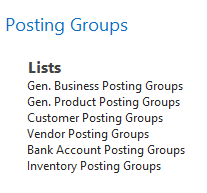 Posting Groups
Lists
Gen. Business Posting Groups
Gen. Product Posting Groups
Customer Posting Groups
Vendor Posting Groups
Bank Account Posting Groups
Inventory Posting Groups